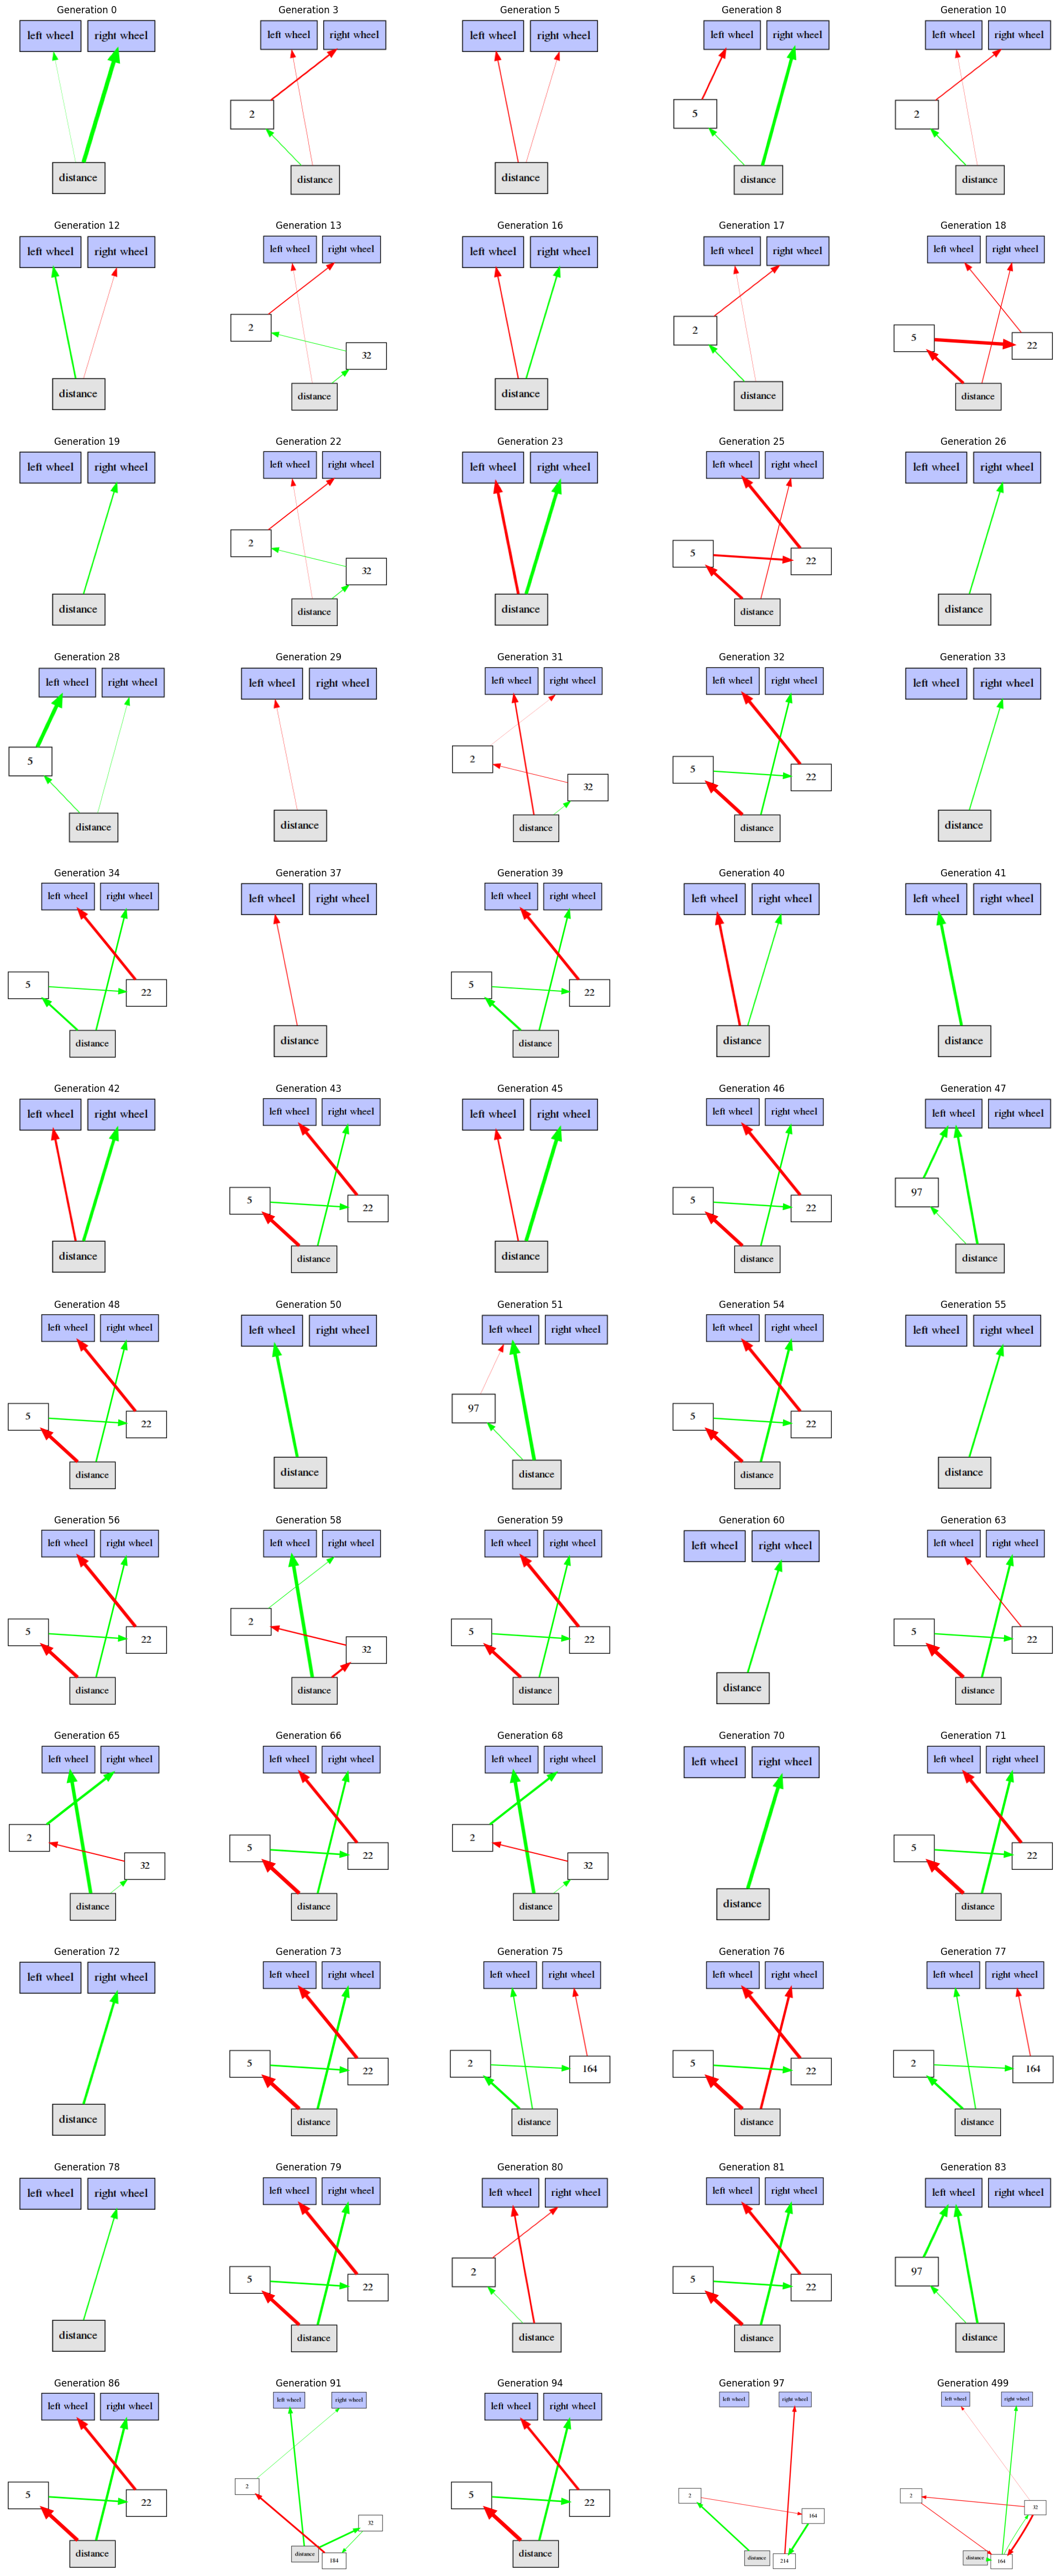 Generation 0
left wheel right wheel
distance
Generation 3
left wheel right wheel
2
distance
Generation 5
left wheel right wheel
distance
Generation 8
left wheel right wheel
5
distance
Generation 10
left wheel right wheel
2
distance
Generation 12
left wheel right wheel
distance
Generation 13
left wheel right wheel
2
32
distance
Generation 16
left wheel right wheel
distance
Generation 17
left wheel right wheel
2
distance
Generation 18
left wheel right wheel
5
22
distance
Generation 19
left wheel right wheel
distance
Generation 22
left wheel right wheel
2
32
distance
Generation 23
left wheel right wheel
distance
Generation 25
left wheel right wheel
5
22
distance
Generation 26
left wheel right wheel
distance
Generation 28
left wheel right wheel
5
distance
Generation 29
left wheel right wheel
distance
Generation 31
left wheel right wheel
2
32
distance
Generation 32
left wheel right wheel
5
22
distance
Generation 33
left wheel right wheel
distance
Generation 34
left wheel right wheel
5
22
distance
Generation 37
left wheel right wheel
distance
Generation 39
left wheel right wheel
5
22
distance
Generation 40
left wheel right wheel
distance
Generation 41
left wheel right wheel
distance
Generation 42
left wheel right wheel
distance
Generation 43
left wheel right wheel
5
22
distance
Generation 45
left wheel right wheel
distance
Generation 46
left wheel right wheel
5
22
distance
Generation 47
left wheel right wheel
97
distance
Generation 48
left wheel right wheel
5
22
distance
Generation 50
left wheel right wheel
distance
Generation 51
left wheel right wheel
97
distance
Generation 54
left wheel right wheel
5
22
distance
Generation 55
left wheel right wheel
distance
Generation 56
left wheel right wheel
5
22
distance
Generation 58
left wheel right wheel
2
32
distance
Generation 59
left wheel right wheel
5
22
distance
Generation 60
left wheel right wheel
distance
Generation 63
left wheel right wheel
5
22
distance
Generation 65
left wheel right wheel
2
32
distance
Generation 66
left wheel right wheel
5
22
distance
Generation 68
left wheel right wheel
2
32
distance
Generation 70
left wheel right wheel
distance
Generation 71
left wheel right wheel
5
22
distance
Generation 72
left wheel right wheel
distance
Generation 73
left wheel right wheel
5
22
distance
Generation 75
left wheel right wheel
2
164
distance
Generation 76
left wheel right wheel
5
22
distance
Generation 77
left wheel right wheel
2
164
distance
Generation 78
left wheel right wheel
distance
Generation 79
left wheel right wheel
5
22
distance
Generation 80
left wheel right wheel
2
distance
Generation 81
left wheel right wheel
5
22
distance
Generation 83
left wheel right wheel
97
distance
Generation 86
left wheel right wheel
5
22
distance
Generation 91
left wheel right wheel
2
32
distance
184
Generation 94
left wheel right wheel
5
22
distance
Generation 97
left wheel right wheel
2
164
distance
214
Generation 499
left wheel right wheel
2
32
distance
164